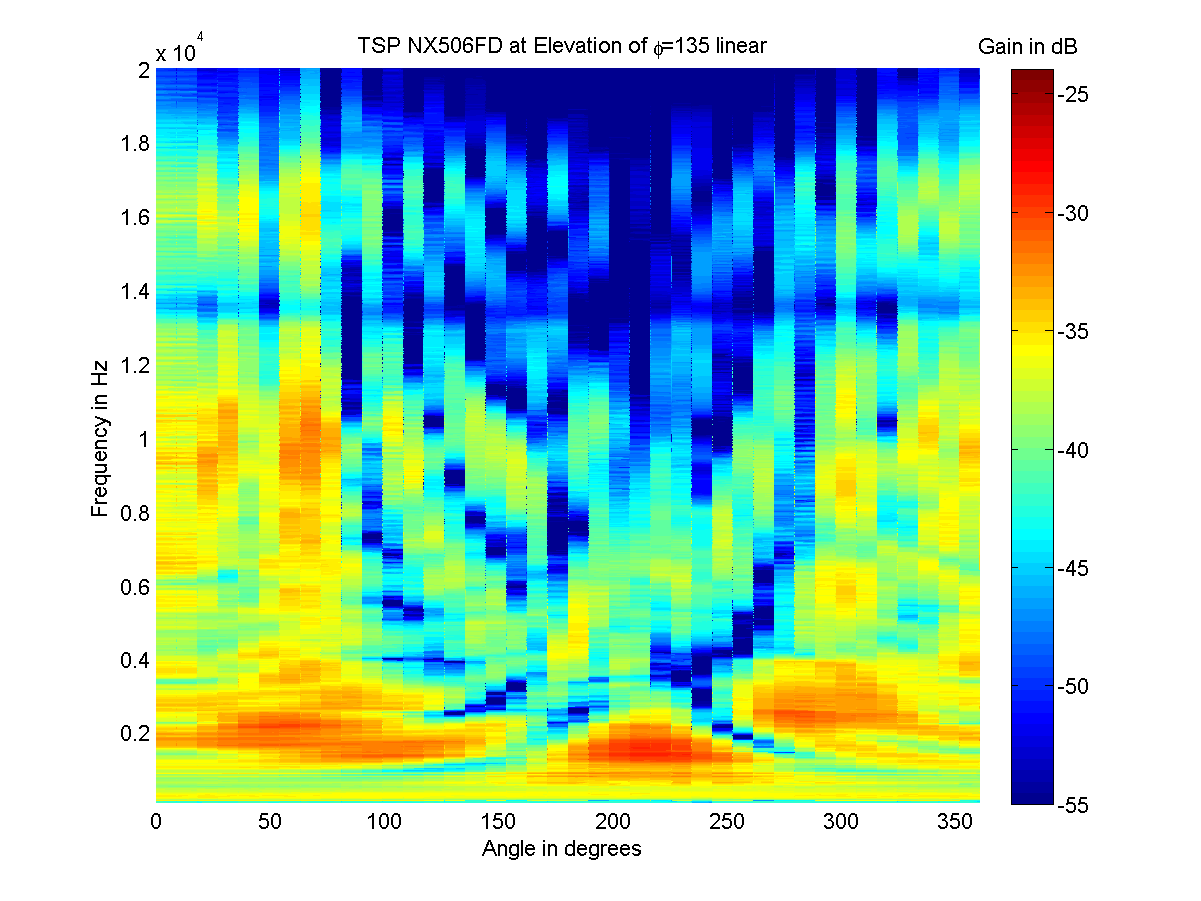 TSP NX506FD at Elevation of ϕ=135 linear
x 10^4
Gain in dB
2
1.8
1.6
1.4
1.2
1
0.8
0.6
0.4
0.2
Frequency in Hz
0 50 100 150 200 250 300 350
Angle in degrees
-25
-30
-35
-40
-45
-50
-55